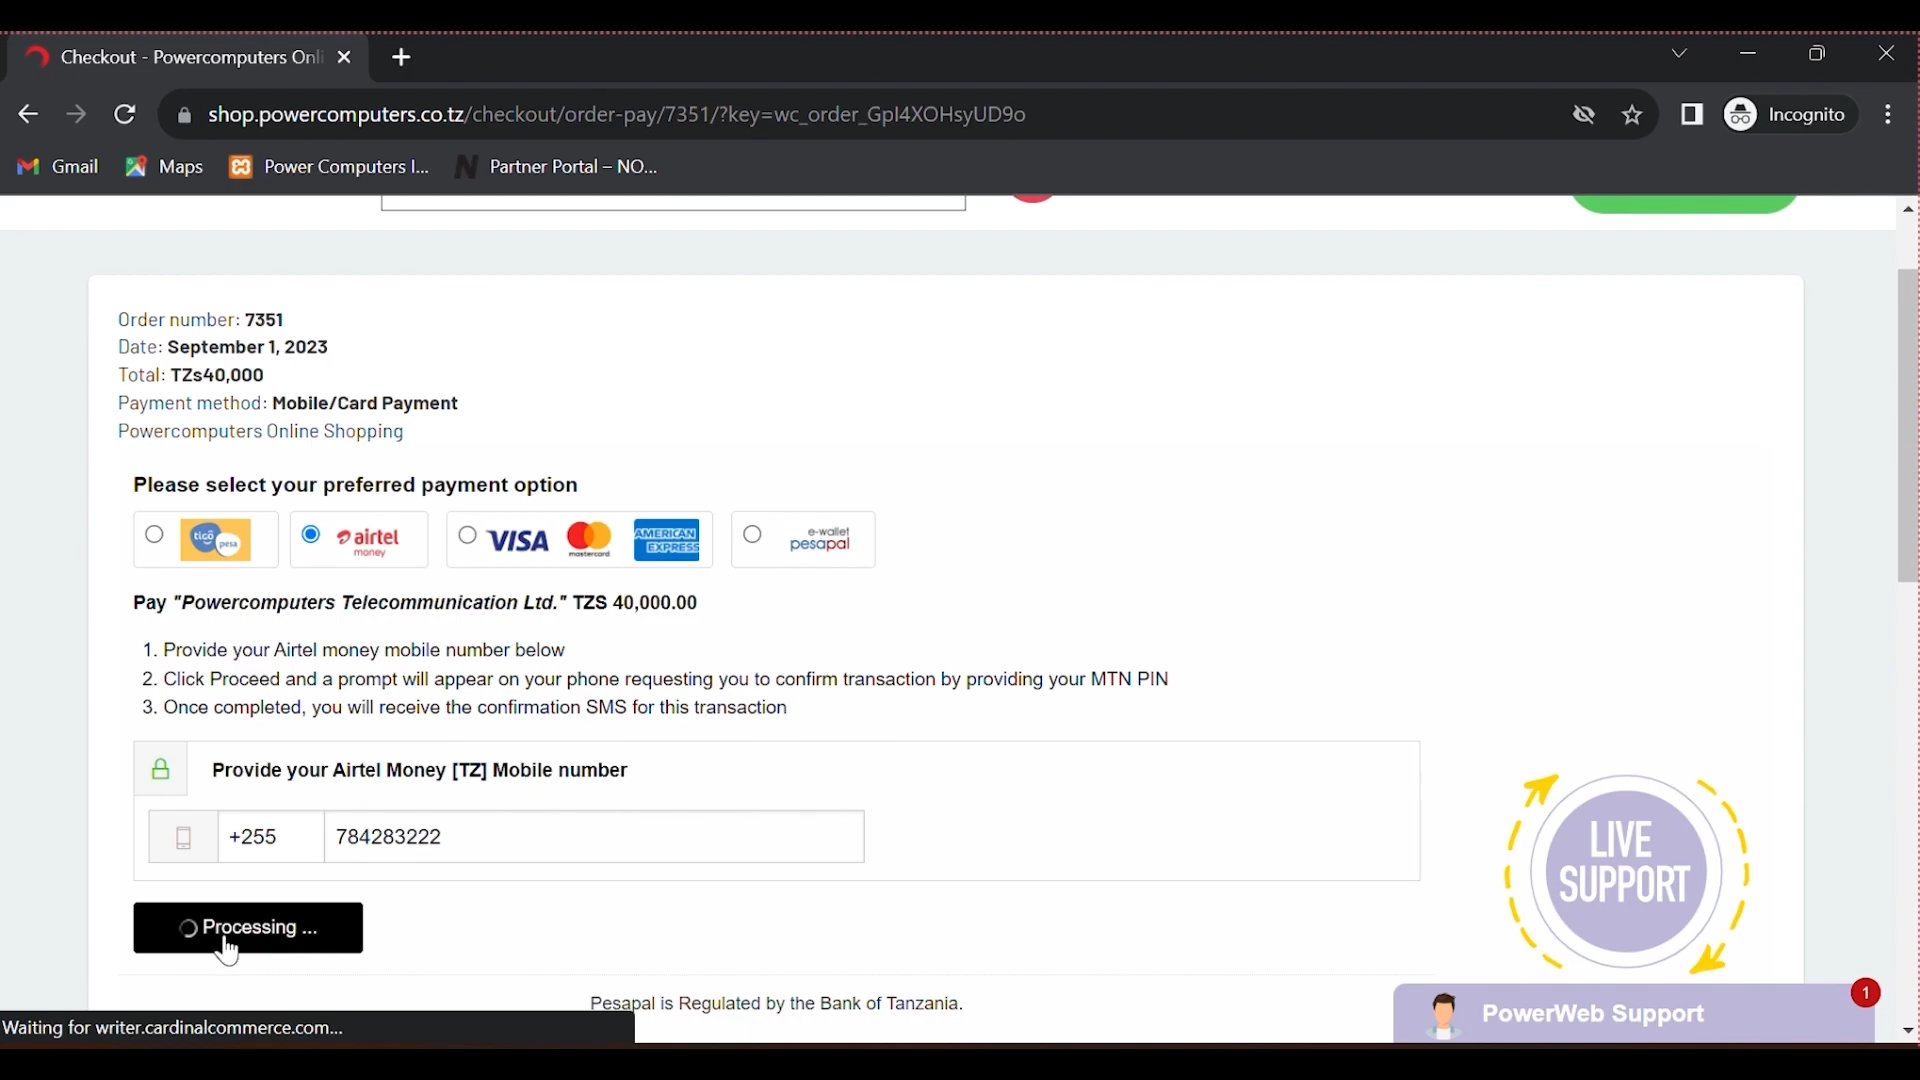 Checkout - Powercomputers Onli
shop.powercomputers.co.tz/checkout/order-pay/7351/?key=wc_order_GpI4XOHsyUD9o
Incognito
Gmail
Maps
Power Computers I...
Partner Portal – NO...
Order number: 7351
Date: September 1, 2023
Total: TZs40,000
Payment method: Mobile/Card Payment
Powercomputers Online Shopping
Please select your preferred payment option
tigo pesa
airtel money
VISA
mastercard
AMERICAN EXPRESS
e-wallet
pesapal
Pay "Powercomputers Telecommunication Ltd." TZS 40,000.00
1. Provide your Airtel money mobile number below
2. Click Proceed and a prompt will appear on your phone requesting you to confirm transaction by providing your MTN PIN
3. Once completed, you will receive the confirmation SMS for this transaction
Provide your Airtel Money [TZ] Mobile number
+255 784283222
LIVE
SUPPORT
Processing ...
Pesapal is Regulated by the Bank of Tanzania.
1
PowerWeb Support
Waiting for writer.cardinalcommerce.com...